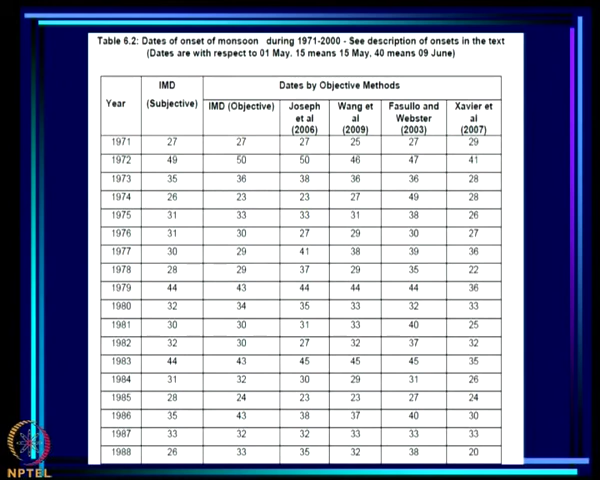 Table 6.2: Dates of onset of monsoon during 1971-2000 - See description of onsets in the text
(Dates are with respect to 01 May. 15 means 15 May, 40 means 09 June)
Year IMD (Subjective) Dates by Objective Methods
IMD (Objective) Joseph et al (2006) Wang et al (2009) Fasullo and Webster (2003) Xavier et al (2007)
1971 27 27 27 25 27 29
1972 49 50 50 46 47 41
1973 35 36 38 36 36 28
1974 26 23 23 27 49 28
1975 31 33 33 31 38 26
1976 31 30 27 29 30 27
1977 30 29 41 38 39 36
1978 28 29 37 29 35 22
1979 44 43 44 44 44 36
1980 32 34 35 33 32 33
1981 30 30 31 33 40 25
1982 32 30 27 32 37 32
1983 44 43 45 45 45 35
1984 31 32 30 29 31 26
1985 28 24 23 23 27 24
1986 35 43 38 37 40 30
1987 33 32 32 33 33 33
1988 26 33 35 32 38 20
NPTEL